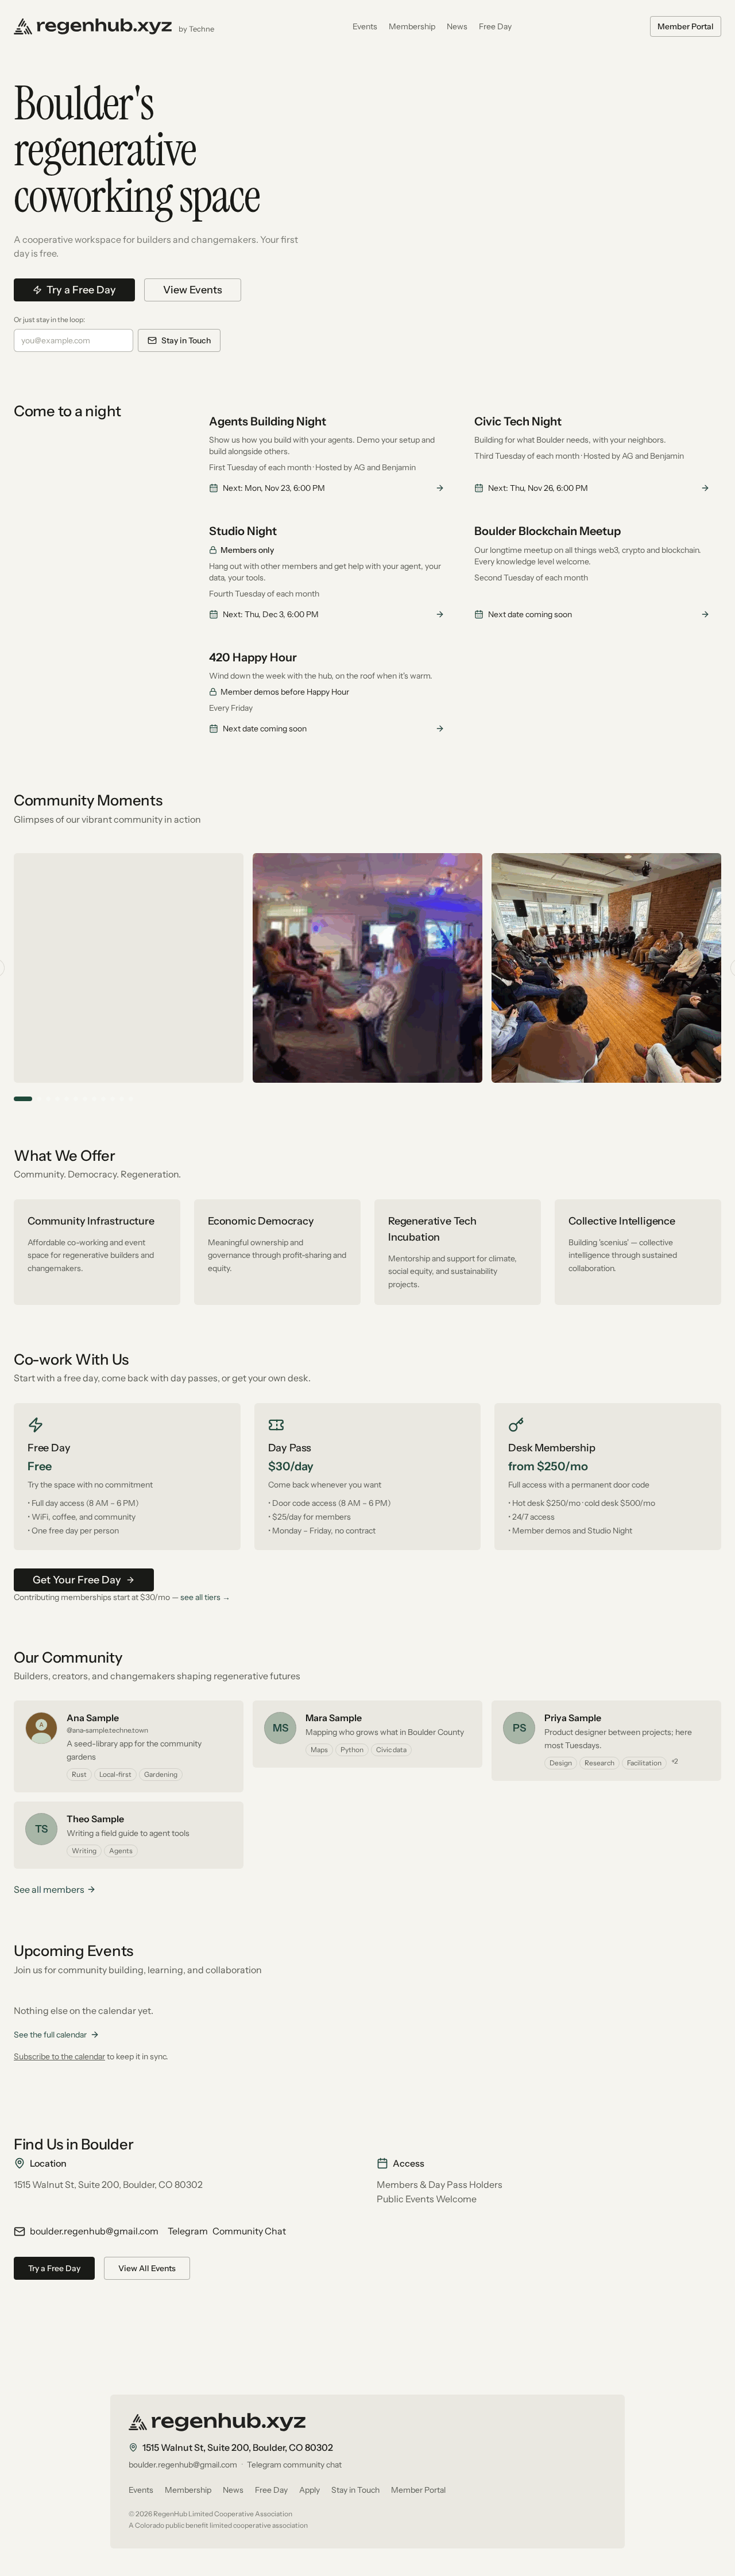 regenhub.xyz by Techne
Events Membership News Free Day
Member Portal
Boulder's
regenerative
coworking space
A cooperative workspace for builders and changemakers. Your first
day is free.
Try a Free Day
View Events
Or just stay in the loop:
you@example.com
Stay in Touch
Come to a night
Agents Building Night
Show us how you build with your agents. Demo your setup and
build alongside others.
First Tuesday of each month · Hosted by AG and Benjamin
Next: Mon, Nov 23, 6:00 PM
Civic Tech Night
Building for what Boulder needs, with your neighbors.
Third Tuesday of each month · Hosted by AG and Benjamin
Next: Thu, Nov 26, 6:00 PM
Studio Night
Members only
Hang out with other members and get help with your agent, your
data, your tools.
Fourth Tuesday of each month
Next: Thu, Dec 3, 6:00 PM
Boulder Blockchain Meetup
Our longtime meetup on all things web3, crypto and blockchain.
Every knowledge level welcome.
Second Tuesday of each month
Next date coming soon
420 Happy Hour
Wind down the week with the hub, on the roof when it's warm.
Member demos before Happy Hour
Every Friday
Next date coming soon
Community Moments
Glimpses of our vibrant community in action
What We Offer
Community. Democracy. Regeneration.
Community Infrastructure
Affordable co-working and event
space for regenerative builders and
changemakers.
Economic Democracy
Meaningful ownership and
governance through profit-sharing and
equity.
Regenerative Tech
Incubation
Mentorship and support for climate,
social equity, and sustainability
projects.
Collective Intelligence
Building 'scenius' — collective
intelligence through sustained
collaboration.
Co-work With Us
Start with a free day, come back with day passes, or get your own desk.
Free Day
Free
Try the space with no commitment
• Full day access (8 AM – 6 PM)
• WiFi, coffee, and community
• One free day per person
Day Pass
$30/day
Come back whenever you want
• Door code access (8 AM – 6 PM)
• $25/day for members
• Monday – Friday, no contract
Desk Membership
from $250/mo
Full access with a permanent door code
• Hot desk $250/mo · cold desk $500/mo
• 24/7 access
• Member demos and Studio Night
Get Your Free Day →
Contributing memberships start at $30/mo — see all tiers →
Our Community
Builders, creators, and changemakers shaping regenerative futures
A
Ana Sample
@ana-sample.techne.town
A seed-library app for the community
gardens
Rust Local-first Gardening
MS
Mara Sample
Mapping who grows what in Boulder County
Maps Python Civic data
PS
Priya Sample
Product designer between projects; here
most Tuesdays.
Design Research Facilitation +2
TS
Theo Sample
Writing a field guide to agent tools
Writing Agents
See all members →
Upcoming Events
Join us for community building, learning, and collaboration
Nothing else on the calendar yet.
See the full calendar →
Subscribe to the calendar to keep it in sync.
Find Us in Boulder
Location
1515 Walnut St, Suite 200, Boulder, CO 80302
Access
Members & Day Pass Holders
Public Events Welcome
boulder.regenhub@gmail.com Telegram Community Chat
Try a Free Day
View All Events
regenhub.xyz
1515 Walnut St, Suite 200, Boulder, CO 80302
boulder.regenhub@gmail.com · Telegram community chat
Events Membership News Free Day Apply Stay in Touch Member Portal
© 2026 RegenHub Limited Cooperative Association
A Colorado public benefit limited cooperative association